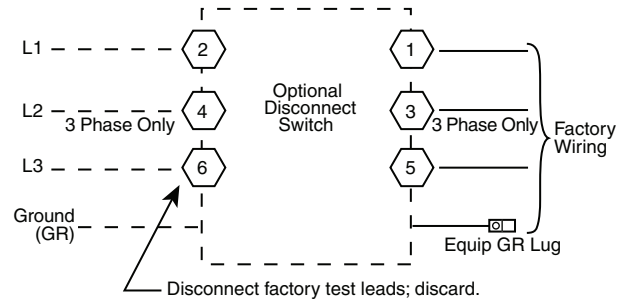 L1
2
1
L2
3 Phase Only
4
Optional
Disconnect
Switch
3
3 Phase Only
Factory
Wiring
L3
6
5
Ground
(GR)
Equip GR Lug
Disconnect factory test leads; discard.